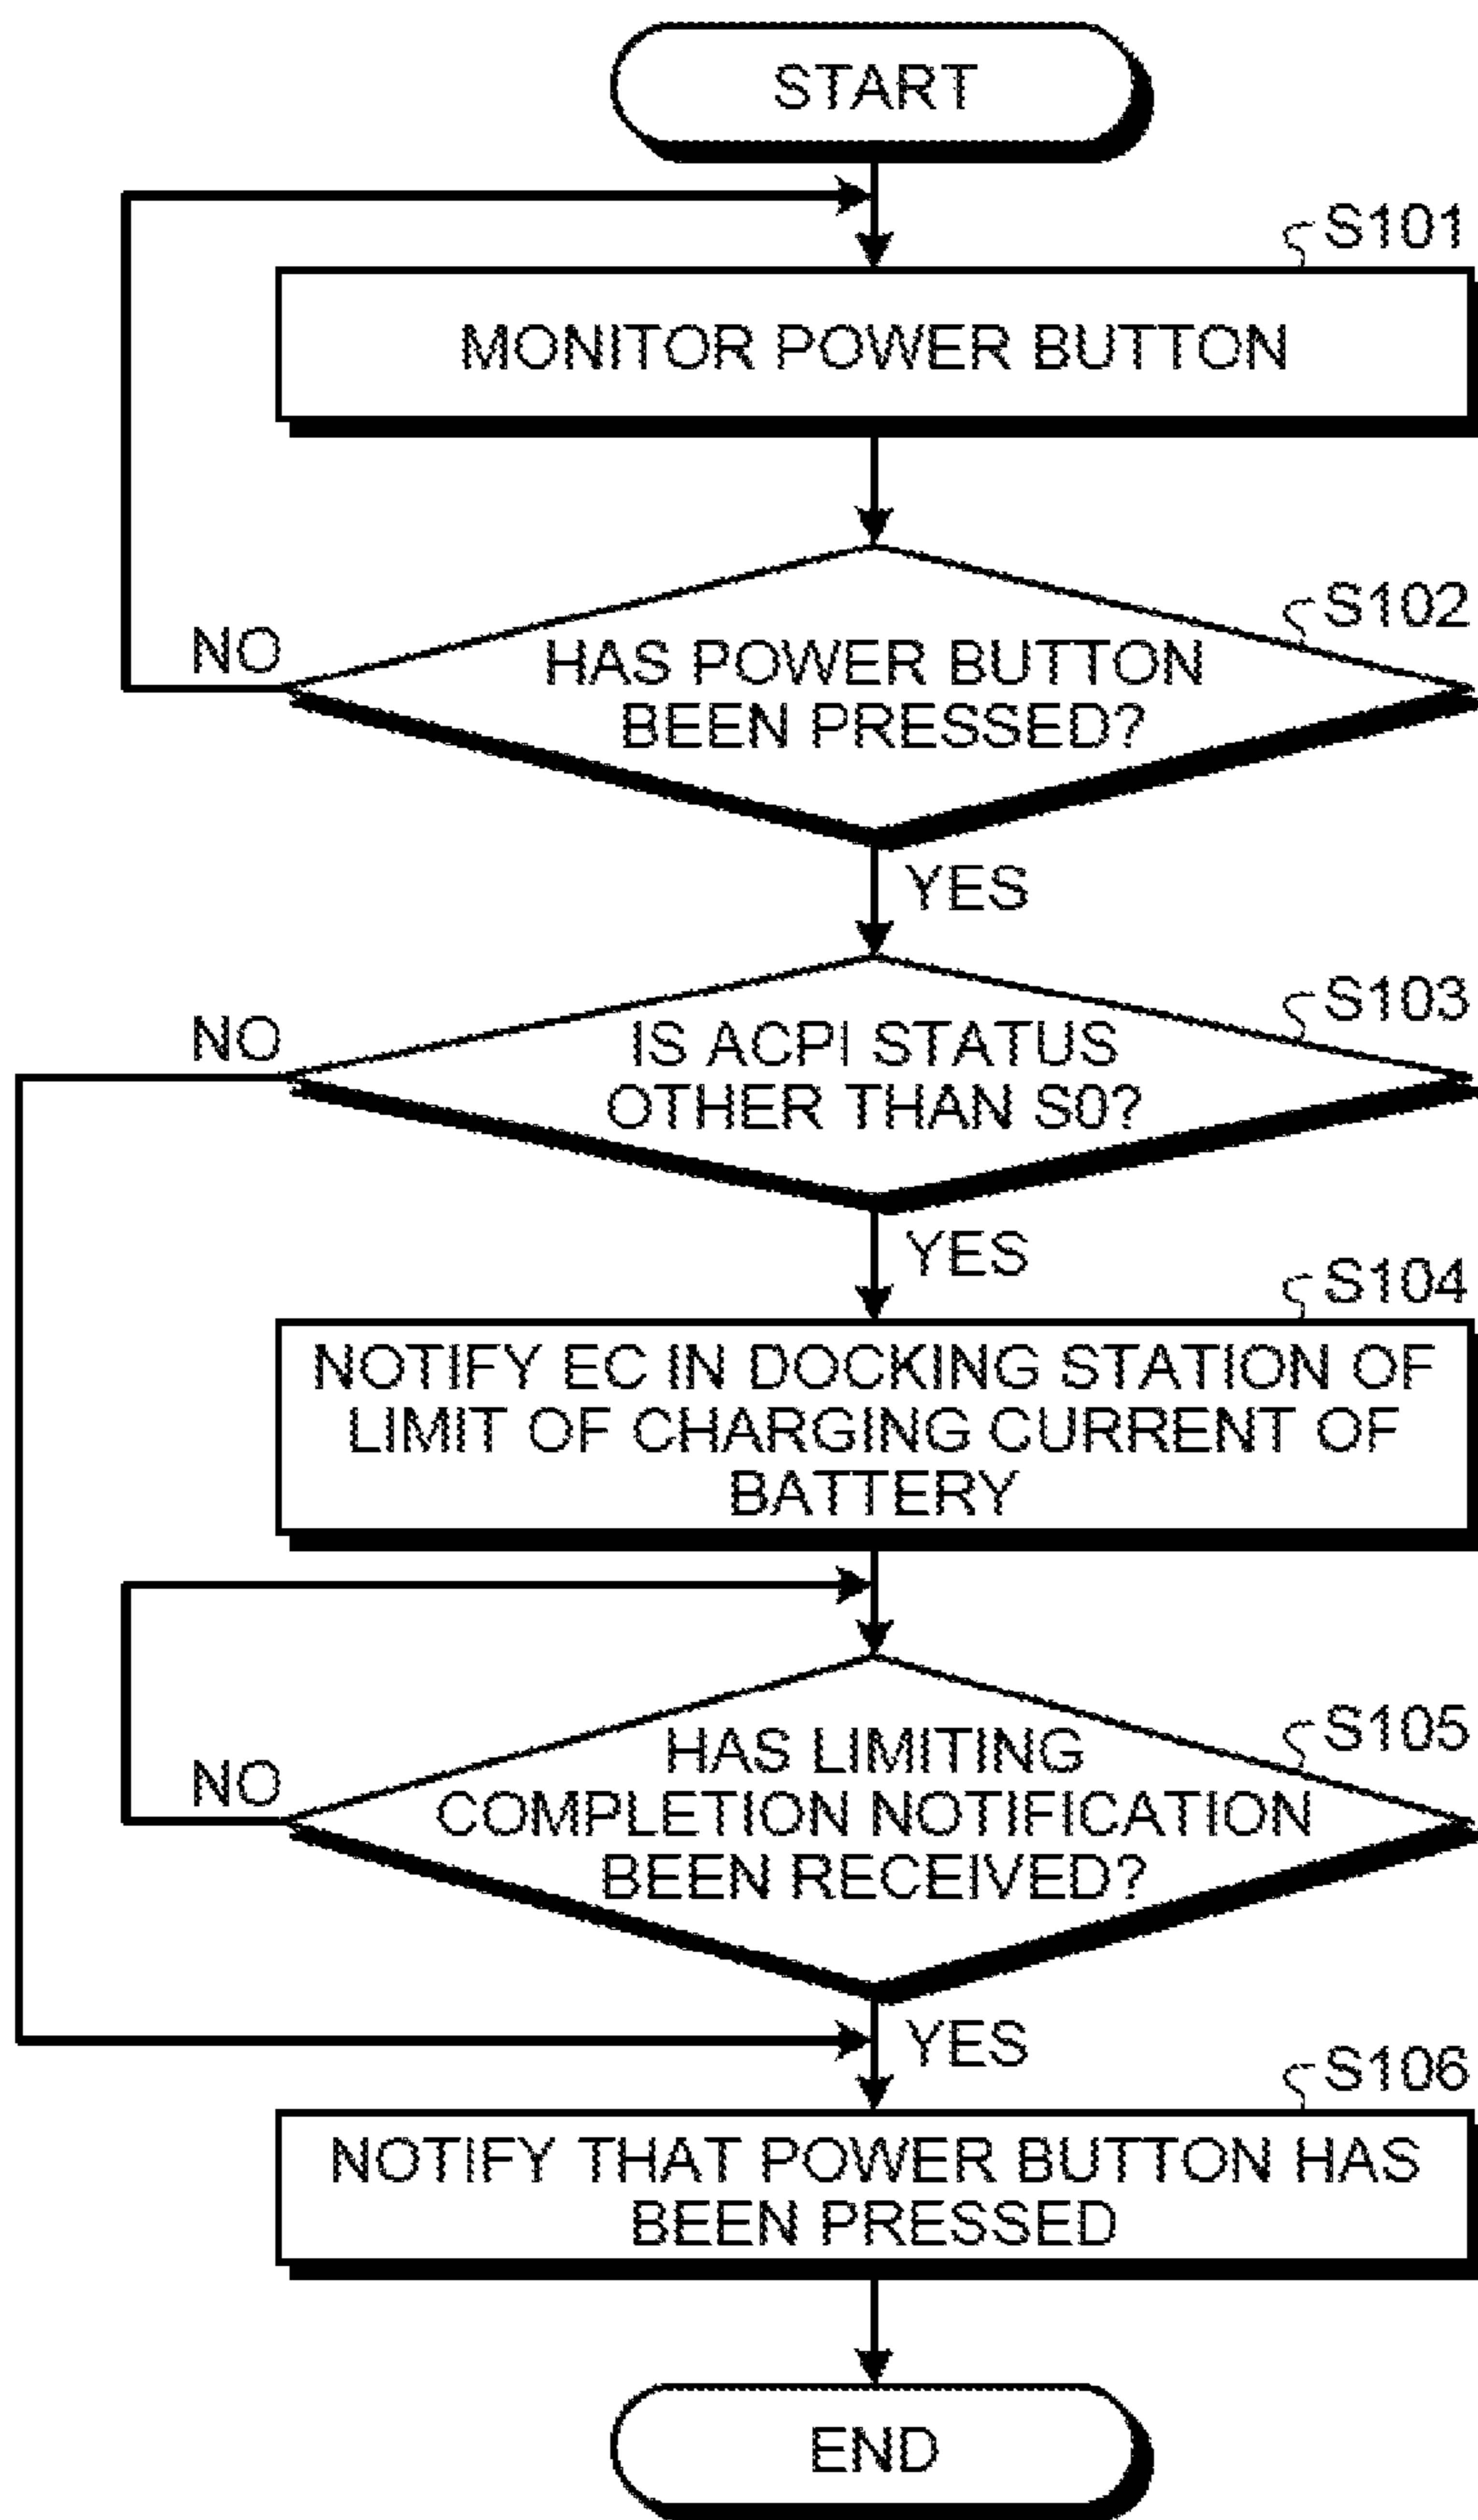 START
S101
MONITOR POWER BUTTON
S102
HAS POWER BUTTON
BEEN PRESSED?
NO
YES
S103
IS ACPI STATUS
OTHER THAN S0?
NO
YES
S104
NOTIFY EC IN DOCKING STATION OF
LIMIT OF CHARGING CURRENT OF
BATTERY
S105
HAS LIMITING
COMPLETION NOTIFICATION
BEEN RECEIVED?
NO
YES
S106
NOTIFY THAT POWER BUTTON HAS
BEEN PRESSED
END